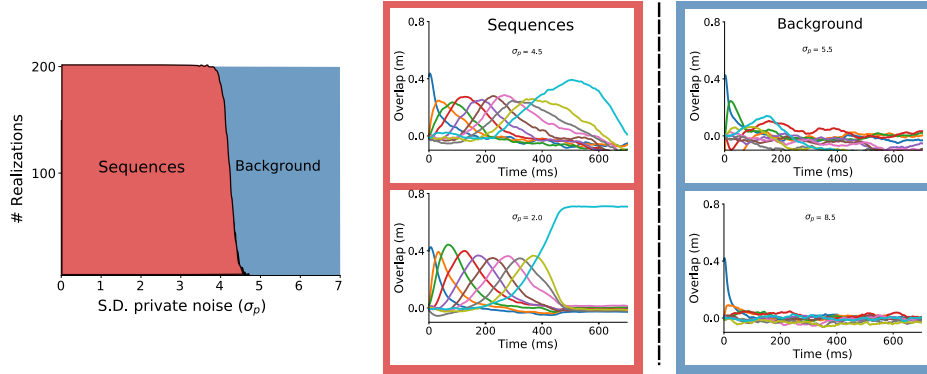 # Realizations
200
100
Sequences
Background
0 1 2 3 4 5 6 7
S.D. private noise (σp)
Sequences
σp = 4.5
Overlap (m)
0.8
0.4
0.0
0 200 400 600
Time (ms)
σp = 2.0
Overlap (m)
0.8
0.4
0.0
0 200 400 600
Time (ms)
Background
σp = 5.5
Overlap (m)
0.8
0.4
0.0
0 200 400 600
Time (ms)
σp = 8.5
Overlap (m)
0.8
0.4
0.0
0 200 400 600
Time (ms)